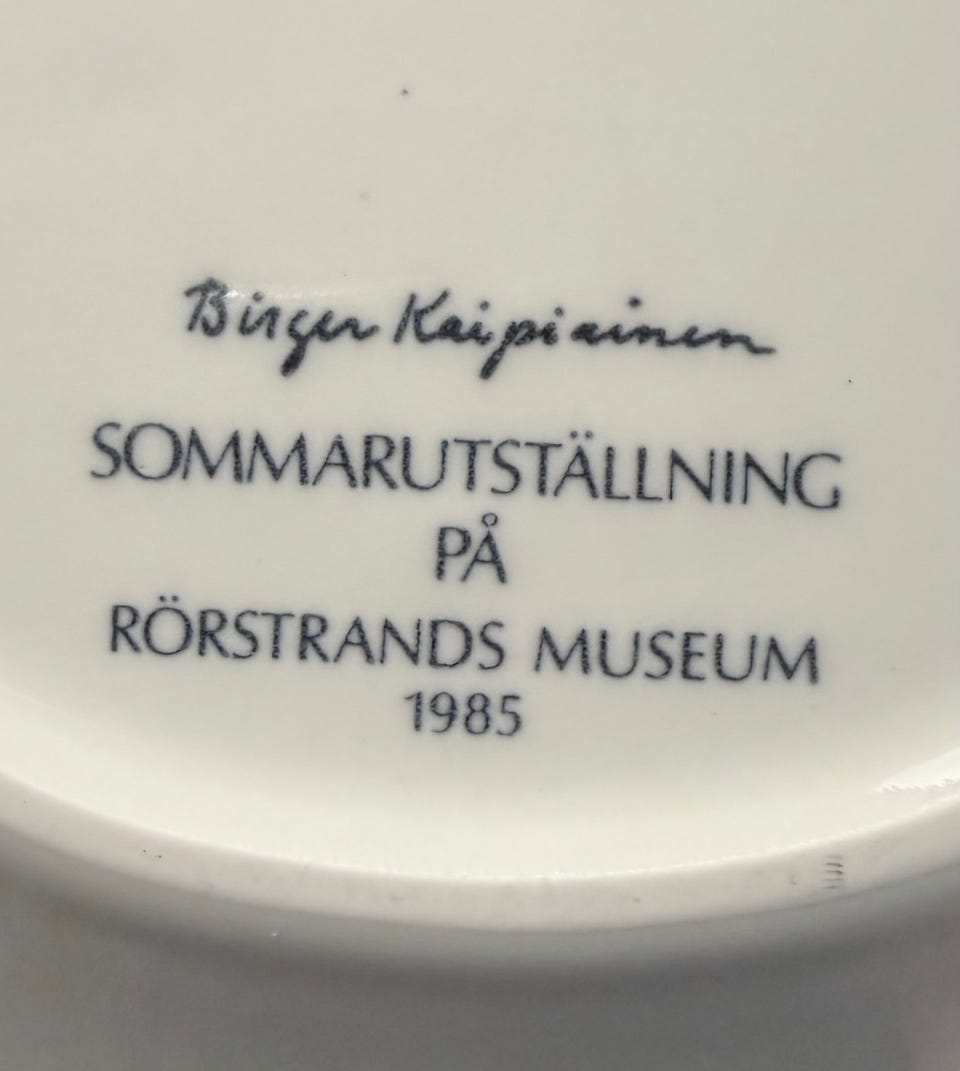 Birger Kaipiainen
SOMMARUTSTÄLLNING
PÅ
RÖRSTRANDS MUSEUM
1985